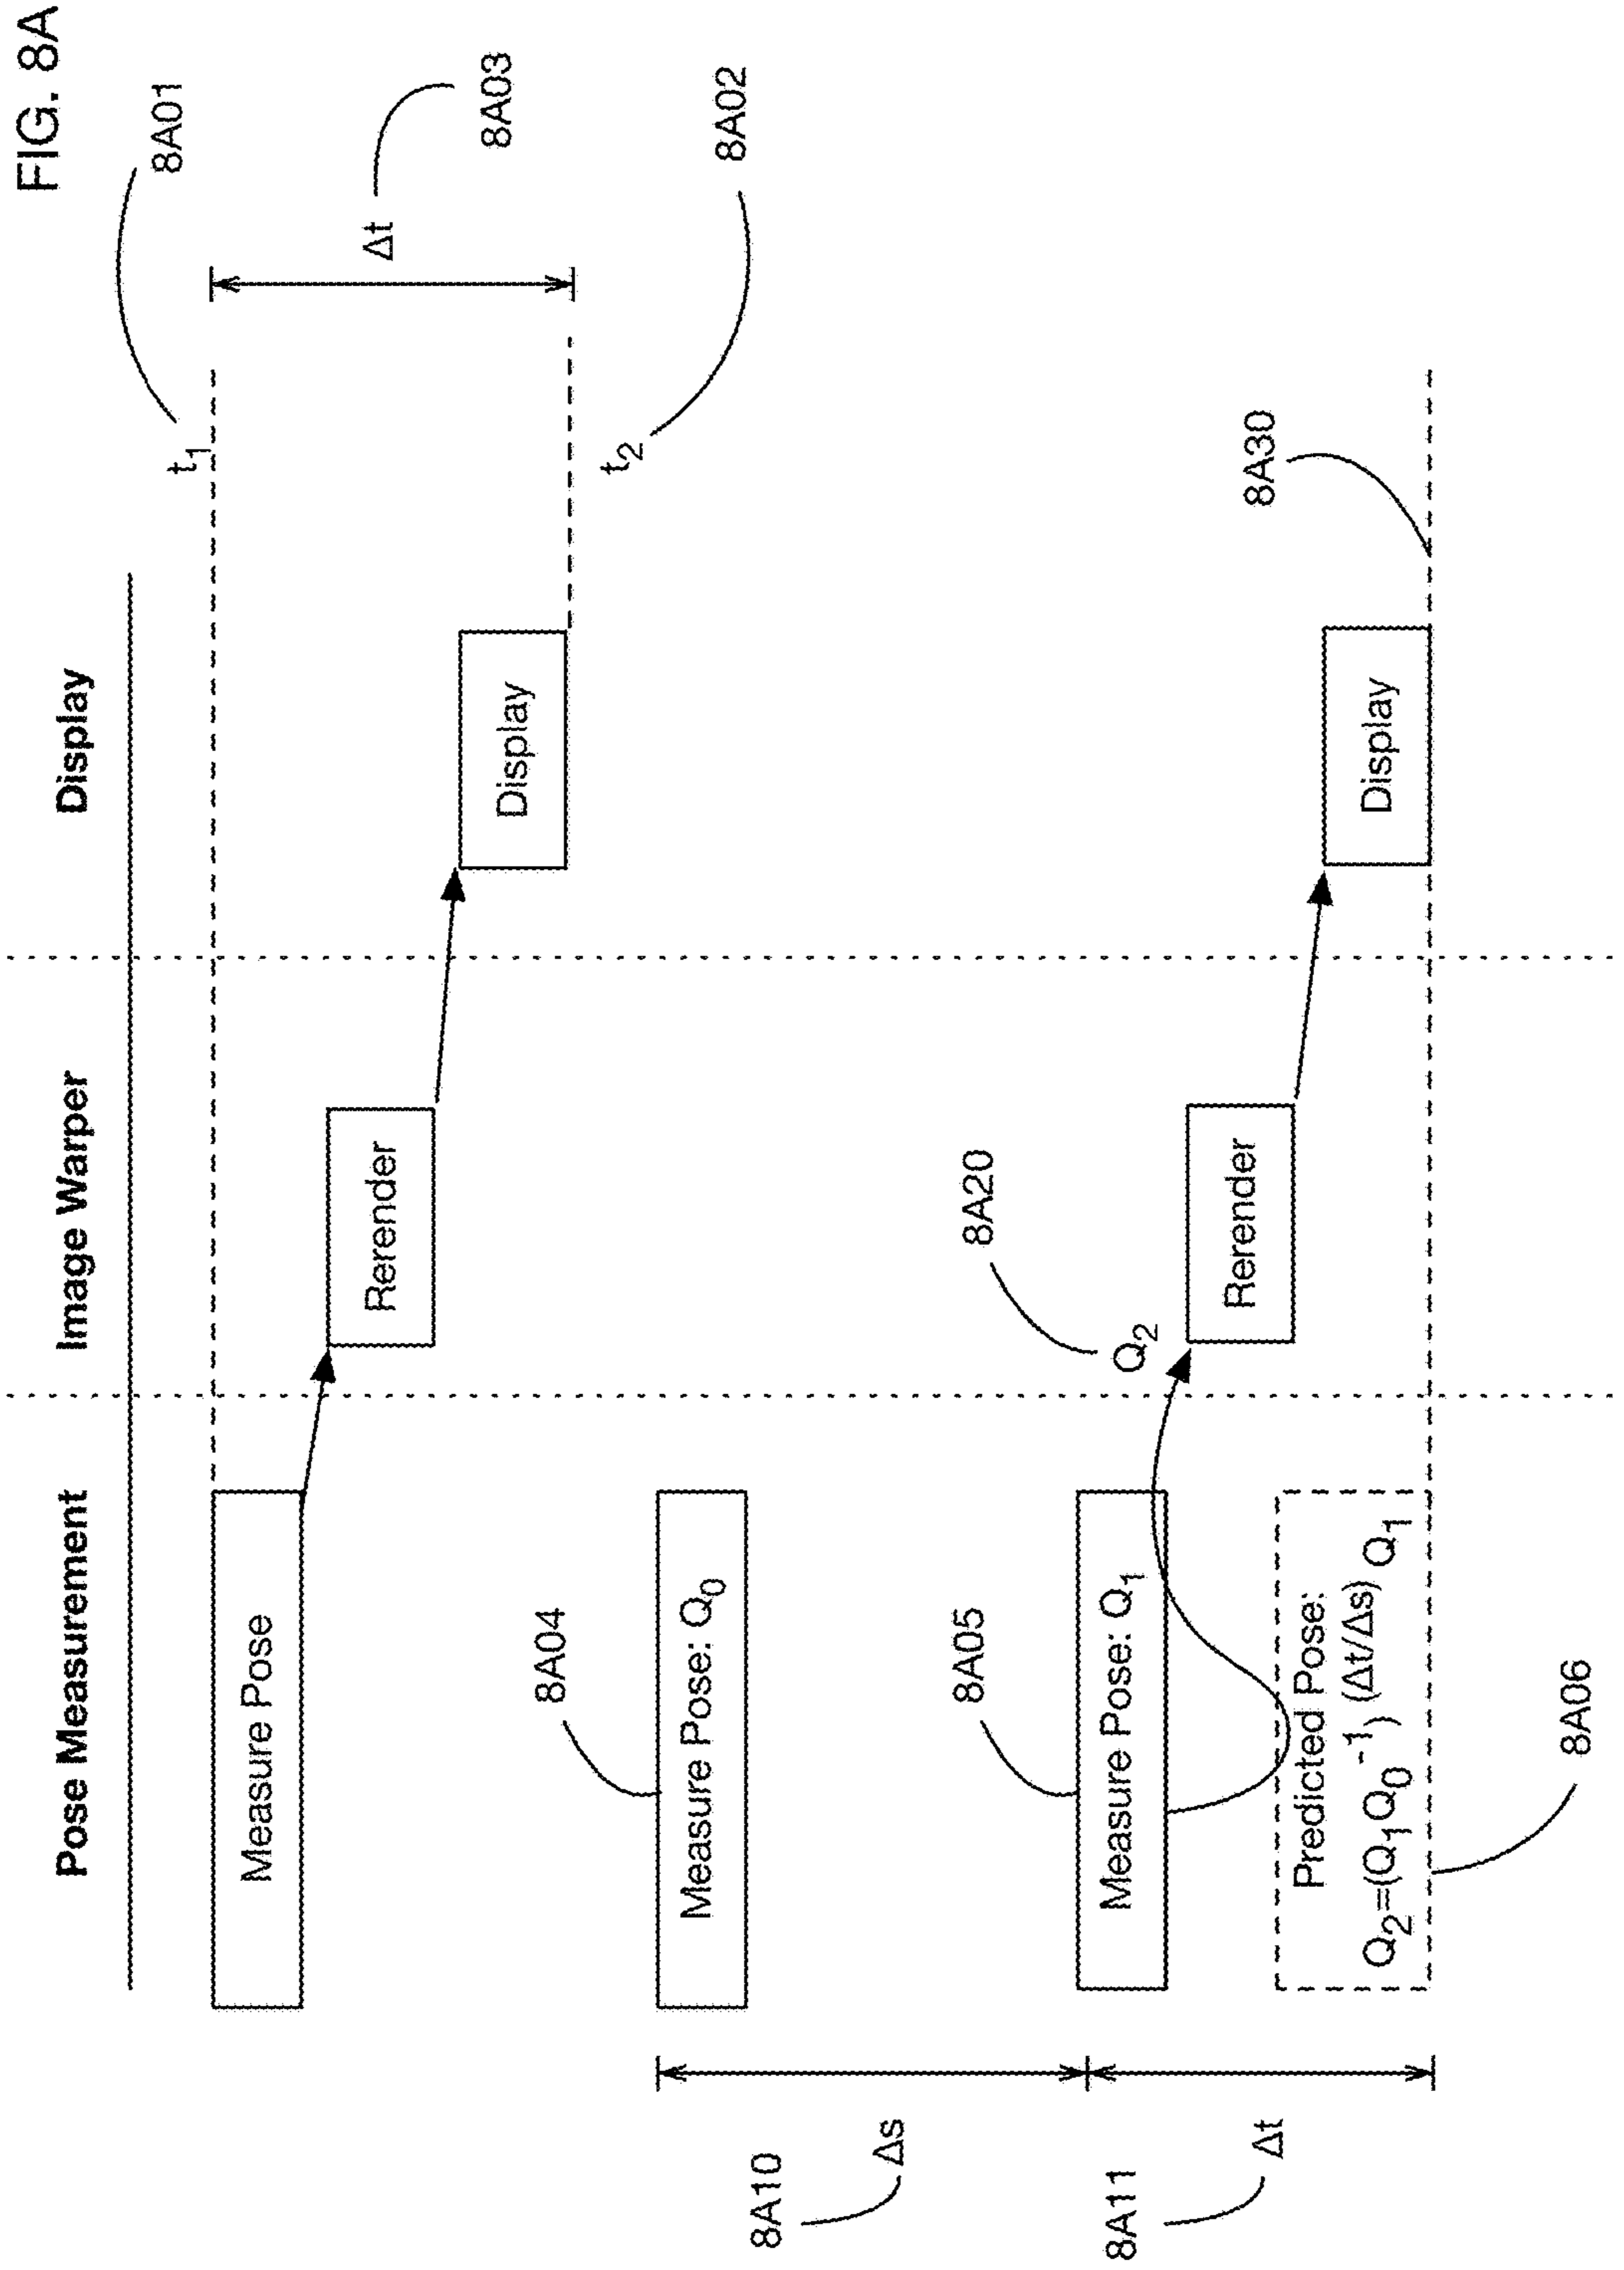 FIG. 8A
Pose Measurement
Image Warper
Display
8A01
t1
Measure Pose
Rerender
Δt
8A03
Display
t2
8A02
8A04
Measure Pose: Q0
8A10
Δs
8A05
8A20
Measure Pose: Q1
Q2
8A11
Δt
Rerender
8A30
Predicted Pose:
Q2=(Q1Q0-1) (Δt/Δs) Q1
Display
8A06